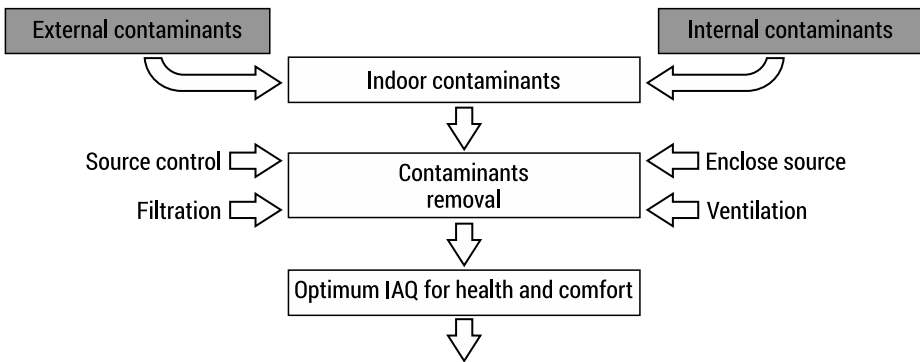 External contaminants
Internal contaminants
Indoor contaminants
Source control
Contaminants
removal
Enclose source
Filtration
Ventilation
Optimum IAQ for health and comfort